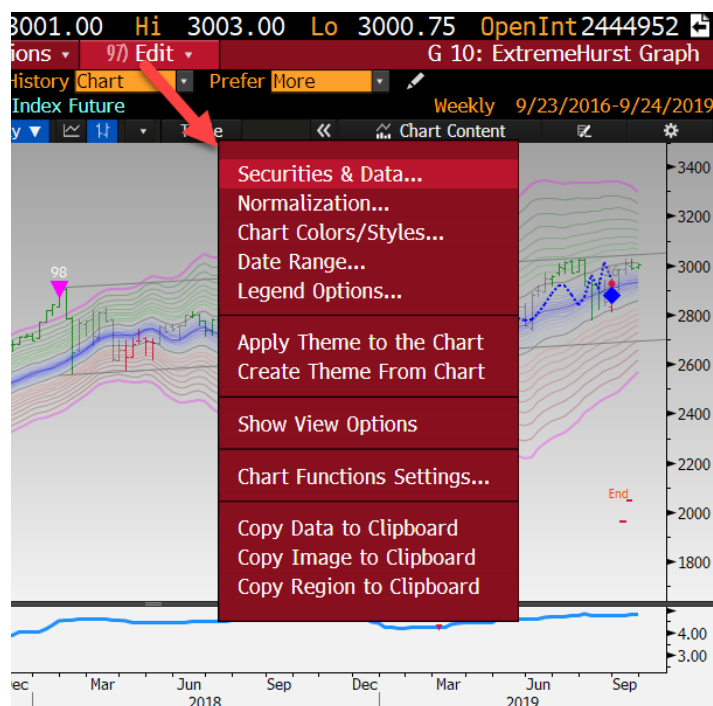 3001.00 Hi 3003.00 Lo 3000.75 OpenInt 2444952
ions 97) Edit G 10: ExtremeHurst Graph
History Chart Prefer More
Index Future Weekly 9/23/2016-9/24/2019
y « Chart Content
Securities & Data...
Normalization...
Chart Colors/Styles...
Date Range...
Legend Options...
Apply Theme to the Chart
Create Theme From Chart
Show View Options
Chart Functions Settings...
Copy Data to Clipboard
Copy Image to Clipboard
Copy Region to Clipboard
98
End
3400
3200
3000
2800
2600
2400
2200
2000
1800
4.00
3.00
ec Mar Jun Sep Dec Mar Jun Sep
2018 2019